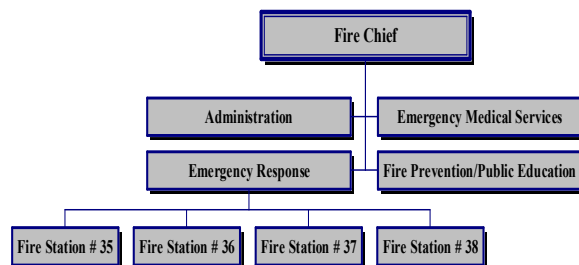 Fire Chief
Administration
Emergency Medical Services
Emergency Response
Fire Prevention/Public Education
Fire Station # 35
Fire Station # 36
Fire Station # 37
Fire Station # 38